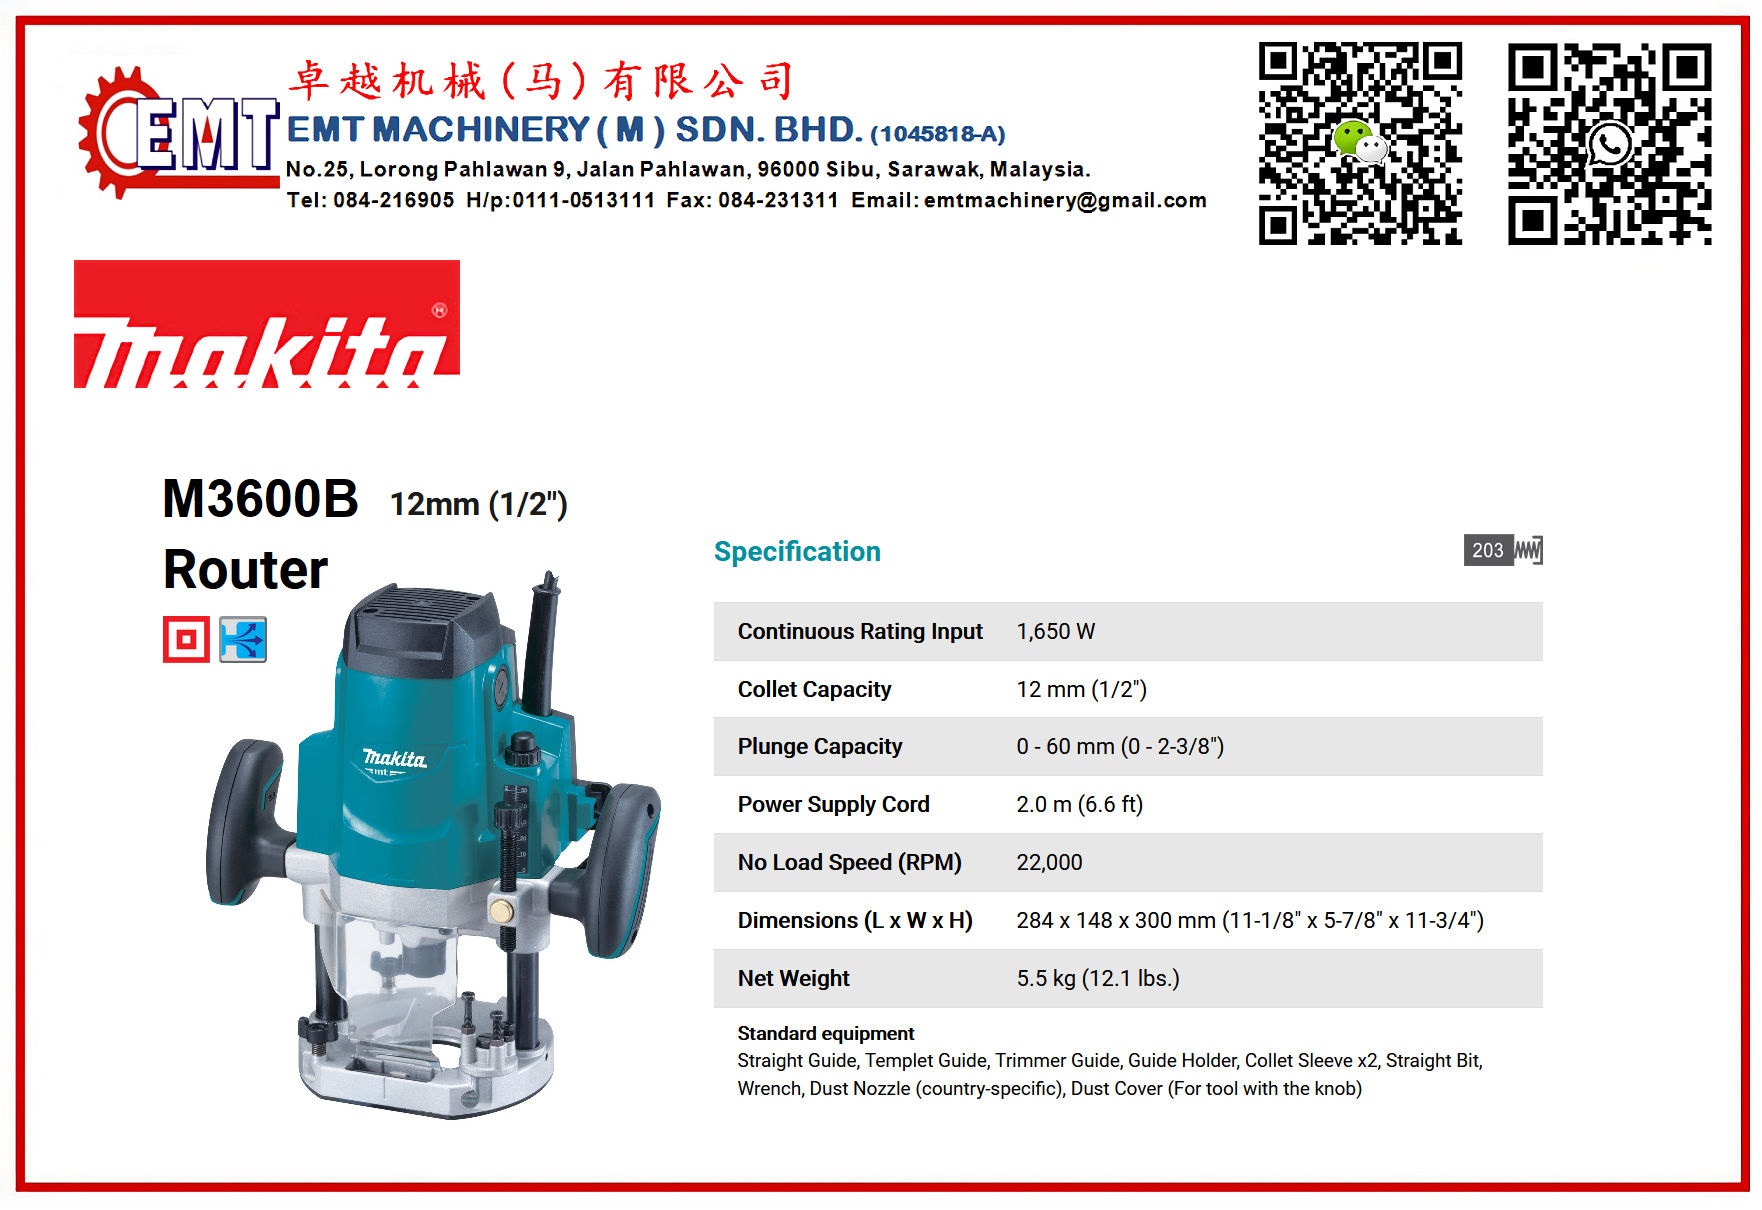 卓越机械(马)有限公司
EMT
EMT MACHINERY ( M ) SDN. BHD. (1045818-A)
No.25, Lorong Pahlawan 9, Jalan Pahlawan, 96000 Sibu, Sarawak, Malaysia.
Tel: 084-216905 H/p:0111-0513111 Fax: 084-231311 Email: emtmachinery@gmail.com
makita ®
M3600B 12mm (1/2")
Router
Specification
203
Continuous Rating Input 1,650 W
Collet Capacity 12 mm (1/2")
Plunge Capacity 0 - 60 mm (0 - 2-3/8")
Power Supply Cord 2.0 m (6.6 ft)
No Load Speed (RPM) 22,000
Dimensions (L x W x H) 284 x 148 x 300 mm (11-1/8" x 5-7/8" x 11-3/4")
Net Weight 5.5 kg (12.1 lbs.)
Standard equipment
Straight Guide, Templet Guide, Trimmer Guide, Guide Holder, Collet Sleeve x2, Straight Bit,
Wrench, Dust Nozzle (country-specific), Dust Cover (For tool with the knob)
makita
mt